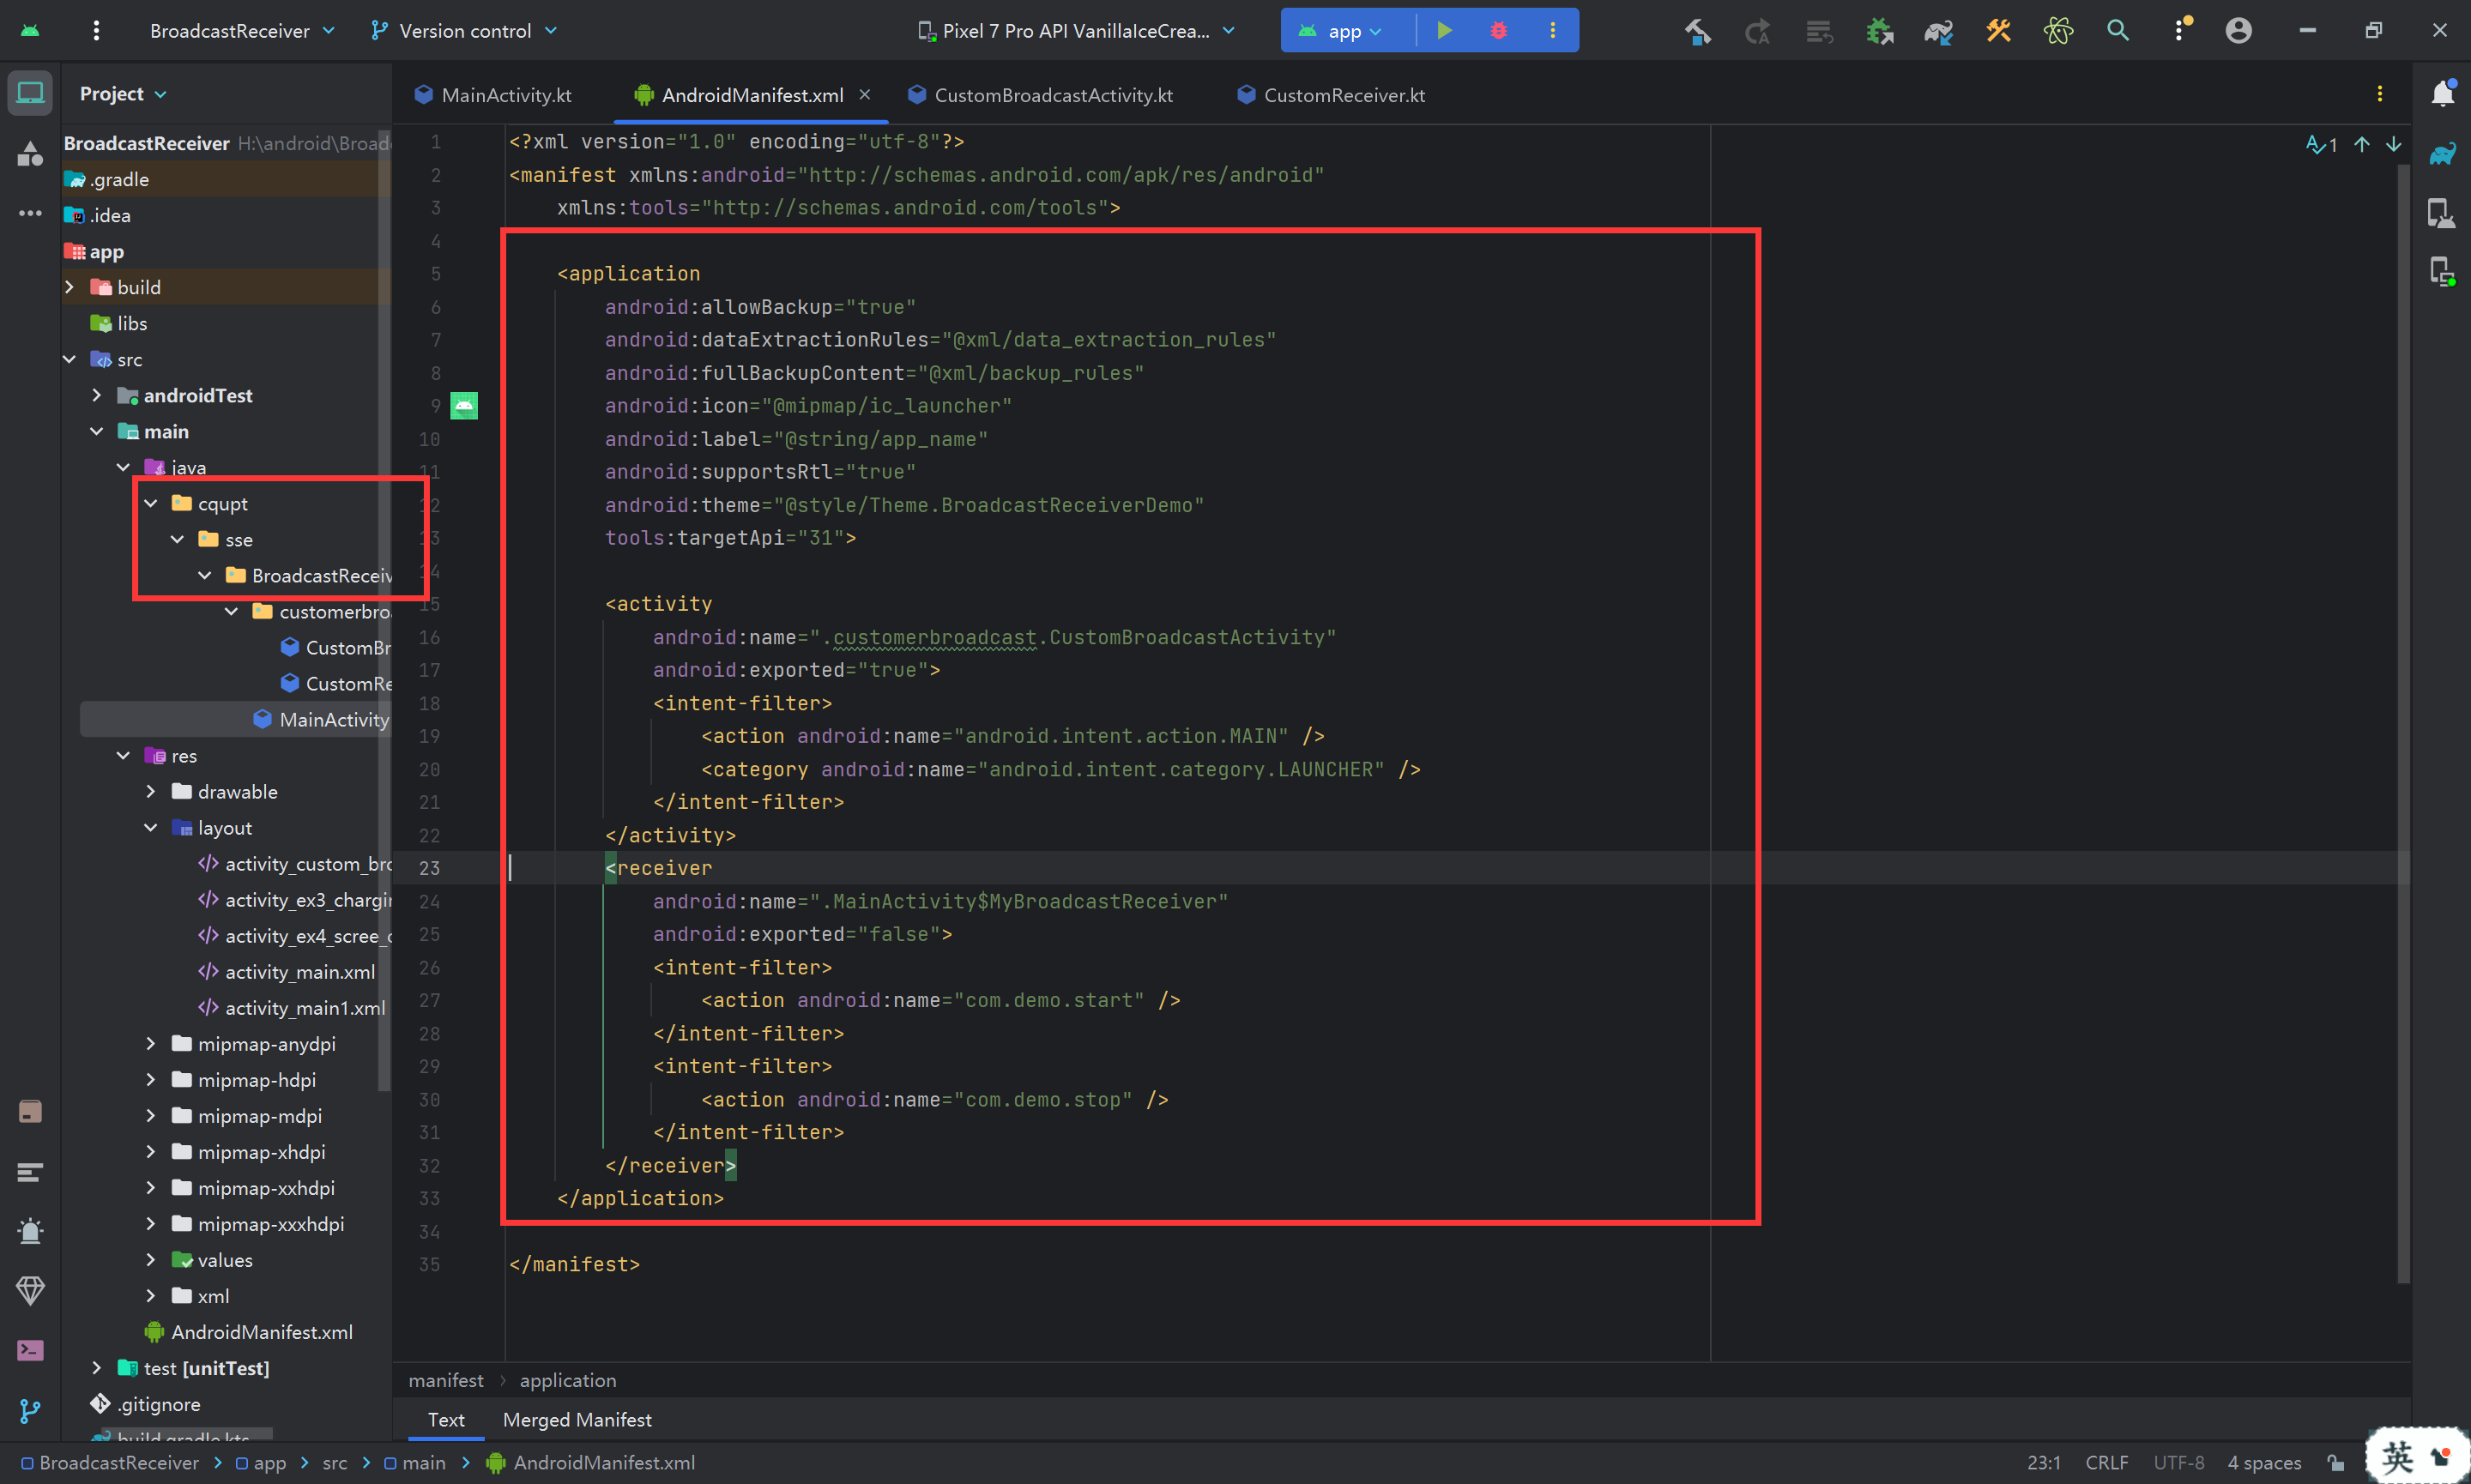 BroadcastReceiver
Version control
Pixel 7 Pro API VanillaIceCrea...
app
Project
MainActivity.kt
AndroidManifest.xml
CustomBroadcastActivity.kt
CustomReceiver.kt
BroadcastReceiver H:\android\Broad
.gradle
.idea
app
build
libs
src
androidTest
main
java
cqupt
sse
BroadcastReceiv
customerbro
CustomBr
CustomRe
MainActivity
res
drawable
layout
activity_custom_bro
activity_ex3_chargin
activity_ex4_scree_c
activity_main.xml
activity_main1.xml
mipmap-anydpi
mipmap-hdpi
mipmap-mdpi
mipmap-xhdpi
mipmap-xxhdpi
mipmap-xxxhdpi
values
xml
AndroidManifest.xml
test [unitTest]
.gitignore
build.gradle.kts
1 <?xml version="1.0" encoding="utf-8"?>
2 <manifest xmlns:android="http://schemas.android.com/apk/res/android"
3 xmlns:tools="http://schemas.android.com/tools">
4
5 <application
6 android:allowBackup="true"
7 android:dataExtractionRules="@xml/data_extraction_rules"
8 android:fullBackupContent="@xml/backup_rules"
9 android:icon="@mipmap/ic_launcher"
10 android:label="@string/app_name"
11 android:supportsRtl="true"
12 android:theme="@style/Theme.BroadcastReceiverDemo"
13 tools:targetApi="31">
14
15 <activity
16 android:name=".customerbroadcast.CustomBroadcastActivity"
17 android:exported="true">
18 <intent-filter>
19 <action android:name="android.intent.action.MAIN" />
20 <category android:name="android.intent.category.LAUNCHER" />
21 </intent-filter>
22 </activity>
23 <receiver
24 android:name=".MainActivity$MyBroadcastReceiver"
25 android:exported="false">
26 <intent-filter>
27 <action android:name="com.demo.start" />
28 </intent-filter>
29 <intent-filter>
30 <action android:name="com.demo.stop" />
31 </intent-filter>
32 </receiver>
33 </application>
34
35 </manifest>
1
manifest > application
Text
Merged Manifest
BroadcastReceiver > app > src > main > AndroidManifest.xml
23:1 CRLF UTF-8 4 spaces
英